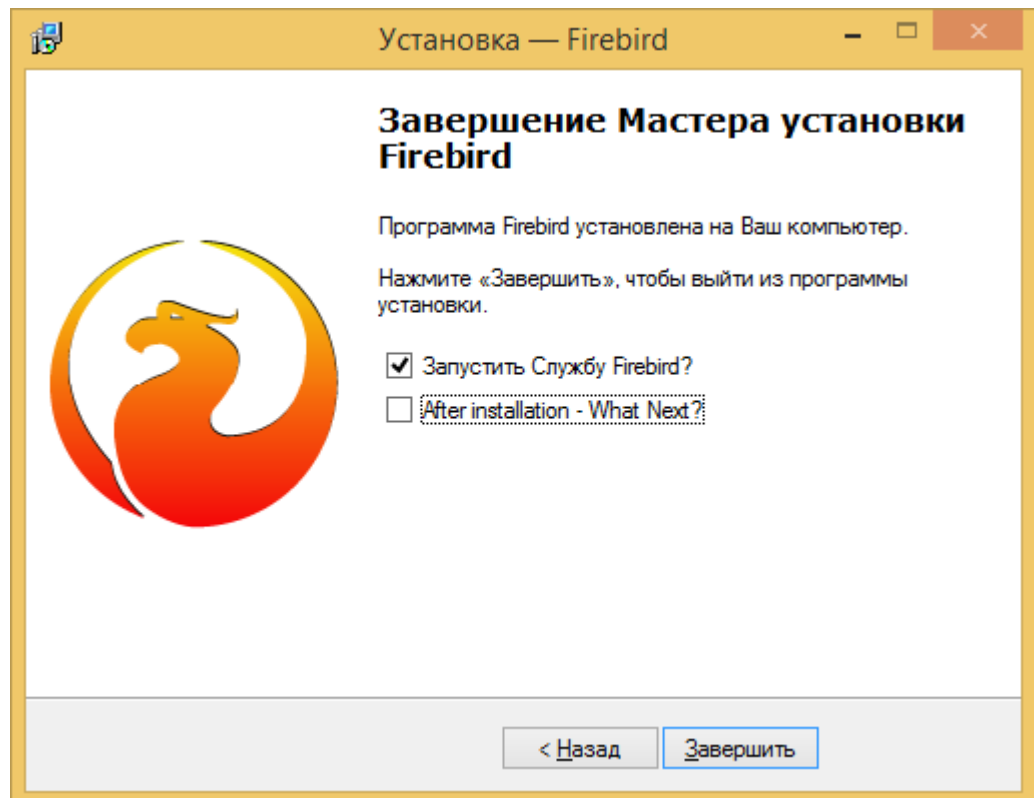 Установка — Firebird
Завершение Мастера установки
Firebird
Программа Firebird установлена на Ваш компьютер.
Нажмите «Завершить», чтобы выйти из программы
установки.
Запустить Службу Firebird?
After installation - What Next?
< Назад
Завершить